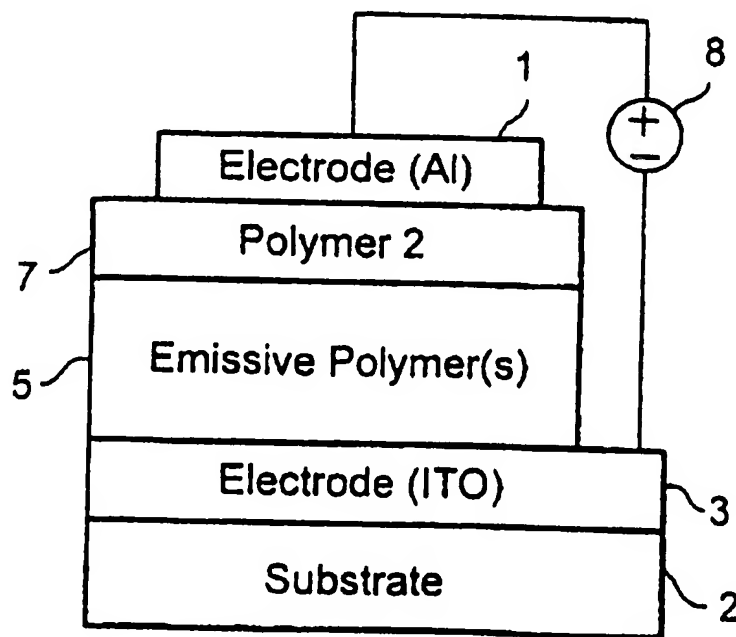 1
8
+
−
Electrode (Al)
Polymer 2
7
Emissive Polymer(s)
5
Electrode (ITO)
3
Substrate
2